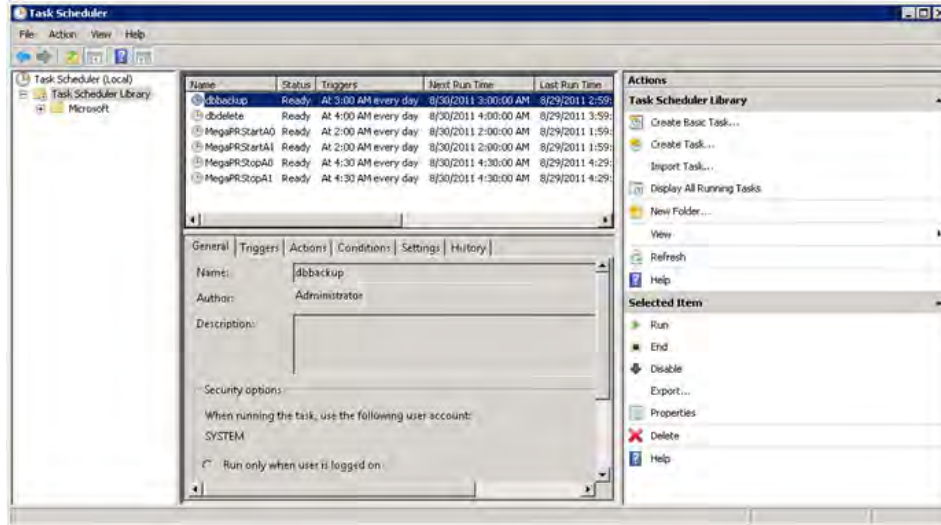 Task Scheduler
File Action View Help
Task Scheduler (Local)
Task Scheduler Library
Microsoft
Name Status Triggers Next Run Time Last Run Time
dbbackup Ready At 3:00 AM every day 8/30/2011 3:00:00 AM 8/29/2011 2:59:
dbdelete Ready At 4:00 AM every day 8/30/2011 4:00:00 AM 8/29/2011 3:59:
MegaPRStartA0 Ready At 2:00 AM every day 8/30/2011 2:00:00 AM 8/29/2011 1:59:
MegaPRStartA1 Ready At 2:00 AM every day 8/30/2011 2:00:00 AM 8/29/2011 1:59:
MegaPRStopA0 Ready At 4:30 AM every day 8/30/2011 4:30:00 AM 8/29/2011 4:29:
MegaPRStopA1 Ready At 4:30 AM every day 8/30/2011 4:30:00 AM 8/29/2011 4:29:
General Triggers Actions Conditions Settings History
Name: dbbackup
Author: Administrator
Description:
Security options
When running the task, use the following user account:
SYSTEM
Run only when user is logged on
Actions
Task Scheduler Library
Create Basic Task...
Create Task...
Import Task...
Display All Running Tasks
New Folder...
View
Refresh
Help
Selected Item
Run
End
Disable
Export...
Properties
Delete
Help